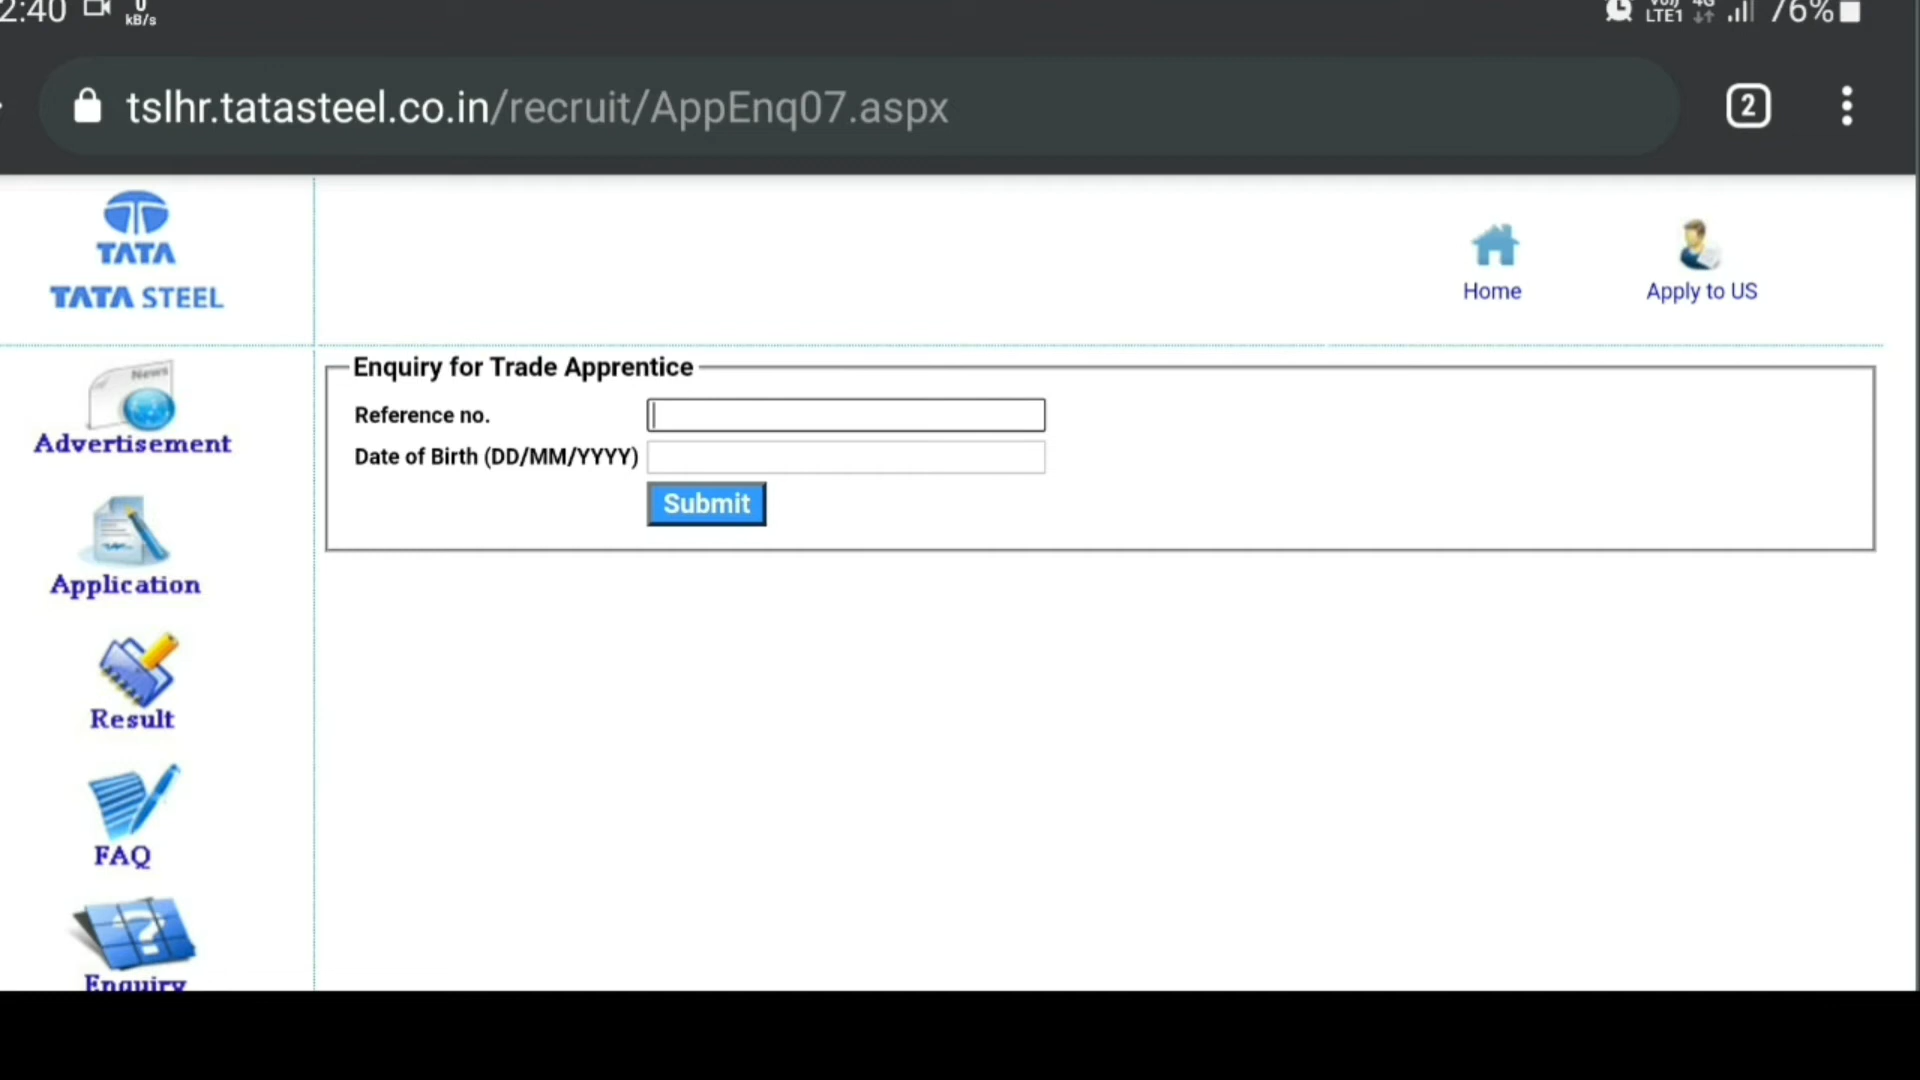 2:40 0 kB/s LTE1 4G 76%
tslhr.tatasteel.co.in/recruit/AppEnq07.aspx 2
TATA
TATA STEEL
Home
Apply to US
News
Advertisement
Application
Result
FAQ
Enquiry
Enquiry for Trade Apprentice
Reference no.
Date of Birth (DD/MM/YYYY)
Submit